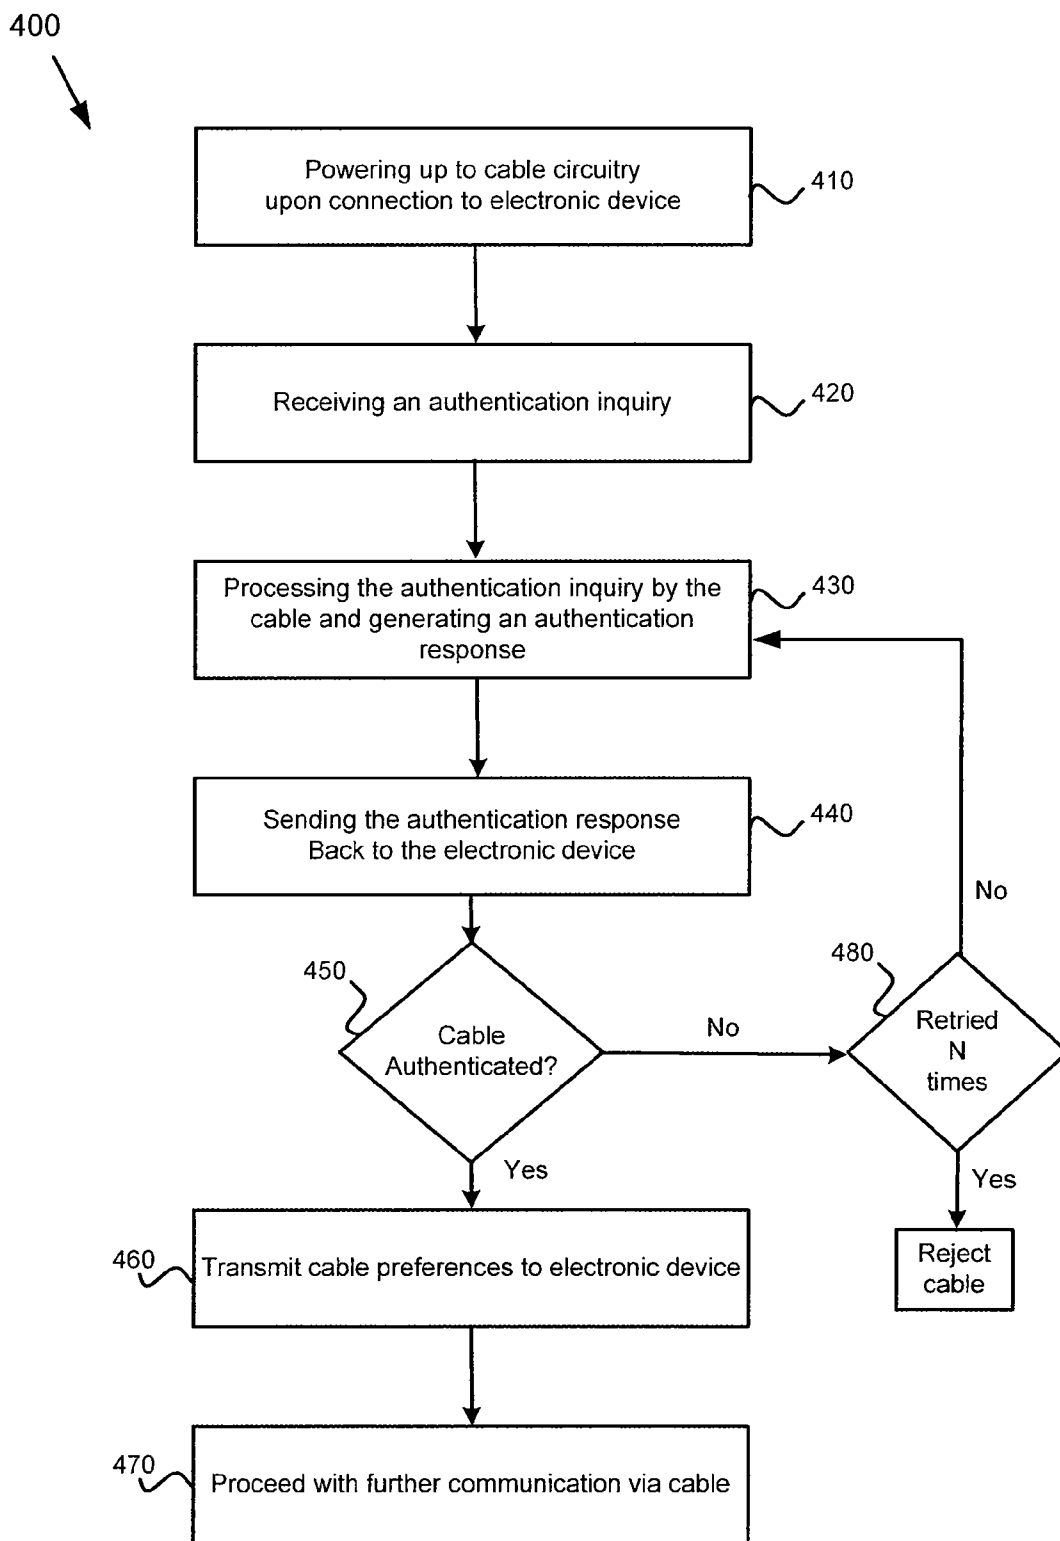 400
Powering up to cable circuitry
upon connection to electronic device
410
Receiving an authentication inquiry
420
Processing the authentication inquiry by the
cable and generating an authentication
response
430
Sending the authentication response
Back to the electronic device
440
No
450
Cable
Authenticated?
No
480
Retried
N
times
Yes
Yes
Reject
cable
460
Transmit cable preferences to electronic device
470
Proceed with further communication via cable